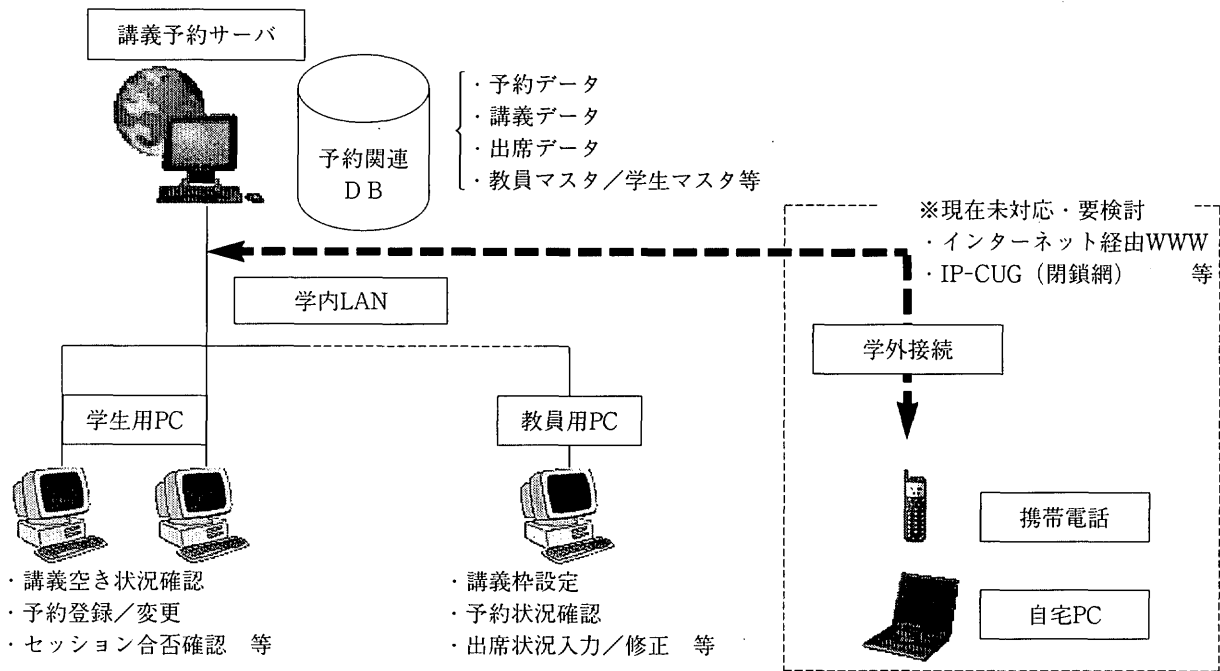 講義予約サーバ
・予約データ
・講義データ
・出席データ
・教員マスタ／学生マスタ等
予約関連
ＤＢ
※現在未対応・要検討
・インターネット経由WWW
・IP-CUG（閉鎖網）　等
学内LAN
学外接続
学生用PC
教員用PC
携帯電話
自宅PC
・講義空き状況確認
・予約登録／変更
・セッション合否確認　等
・講義枠設定
・予約状況確認
・出席状況入力／修正　等